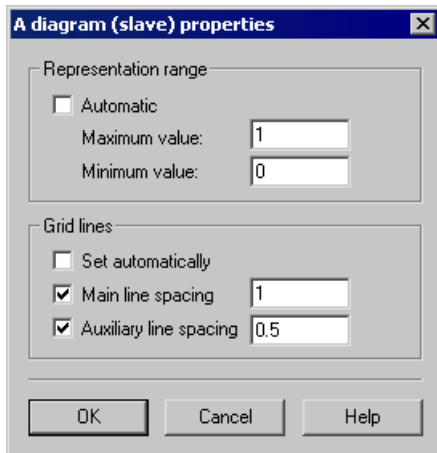 A diagram (slave) properties
Representation range
Automatic
Maximum value: 1
Minimum value: 0
Grid lines
Set automatically
Main line spacing 1
Auxiliary line spacing 0.5
OK Cancel Help